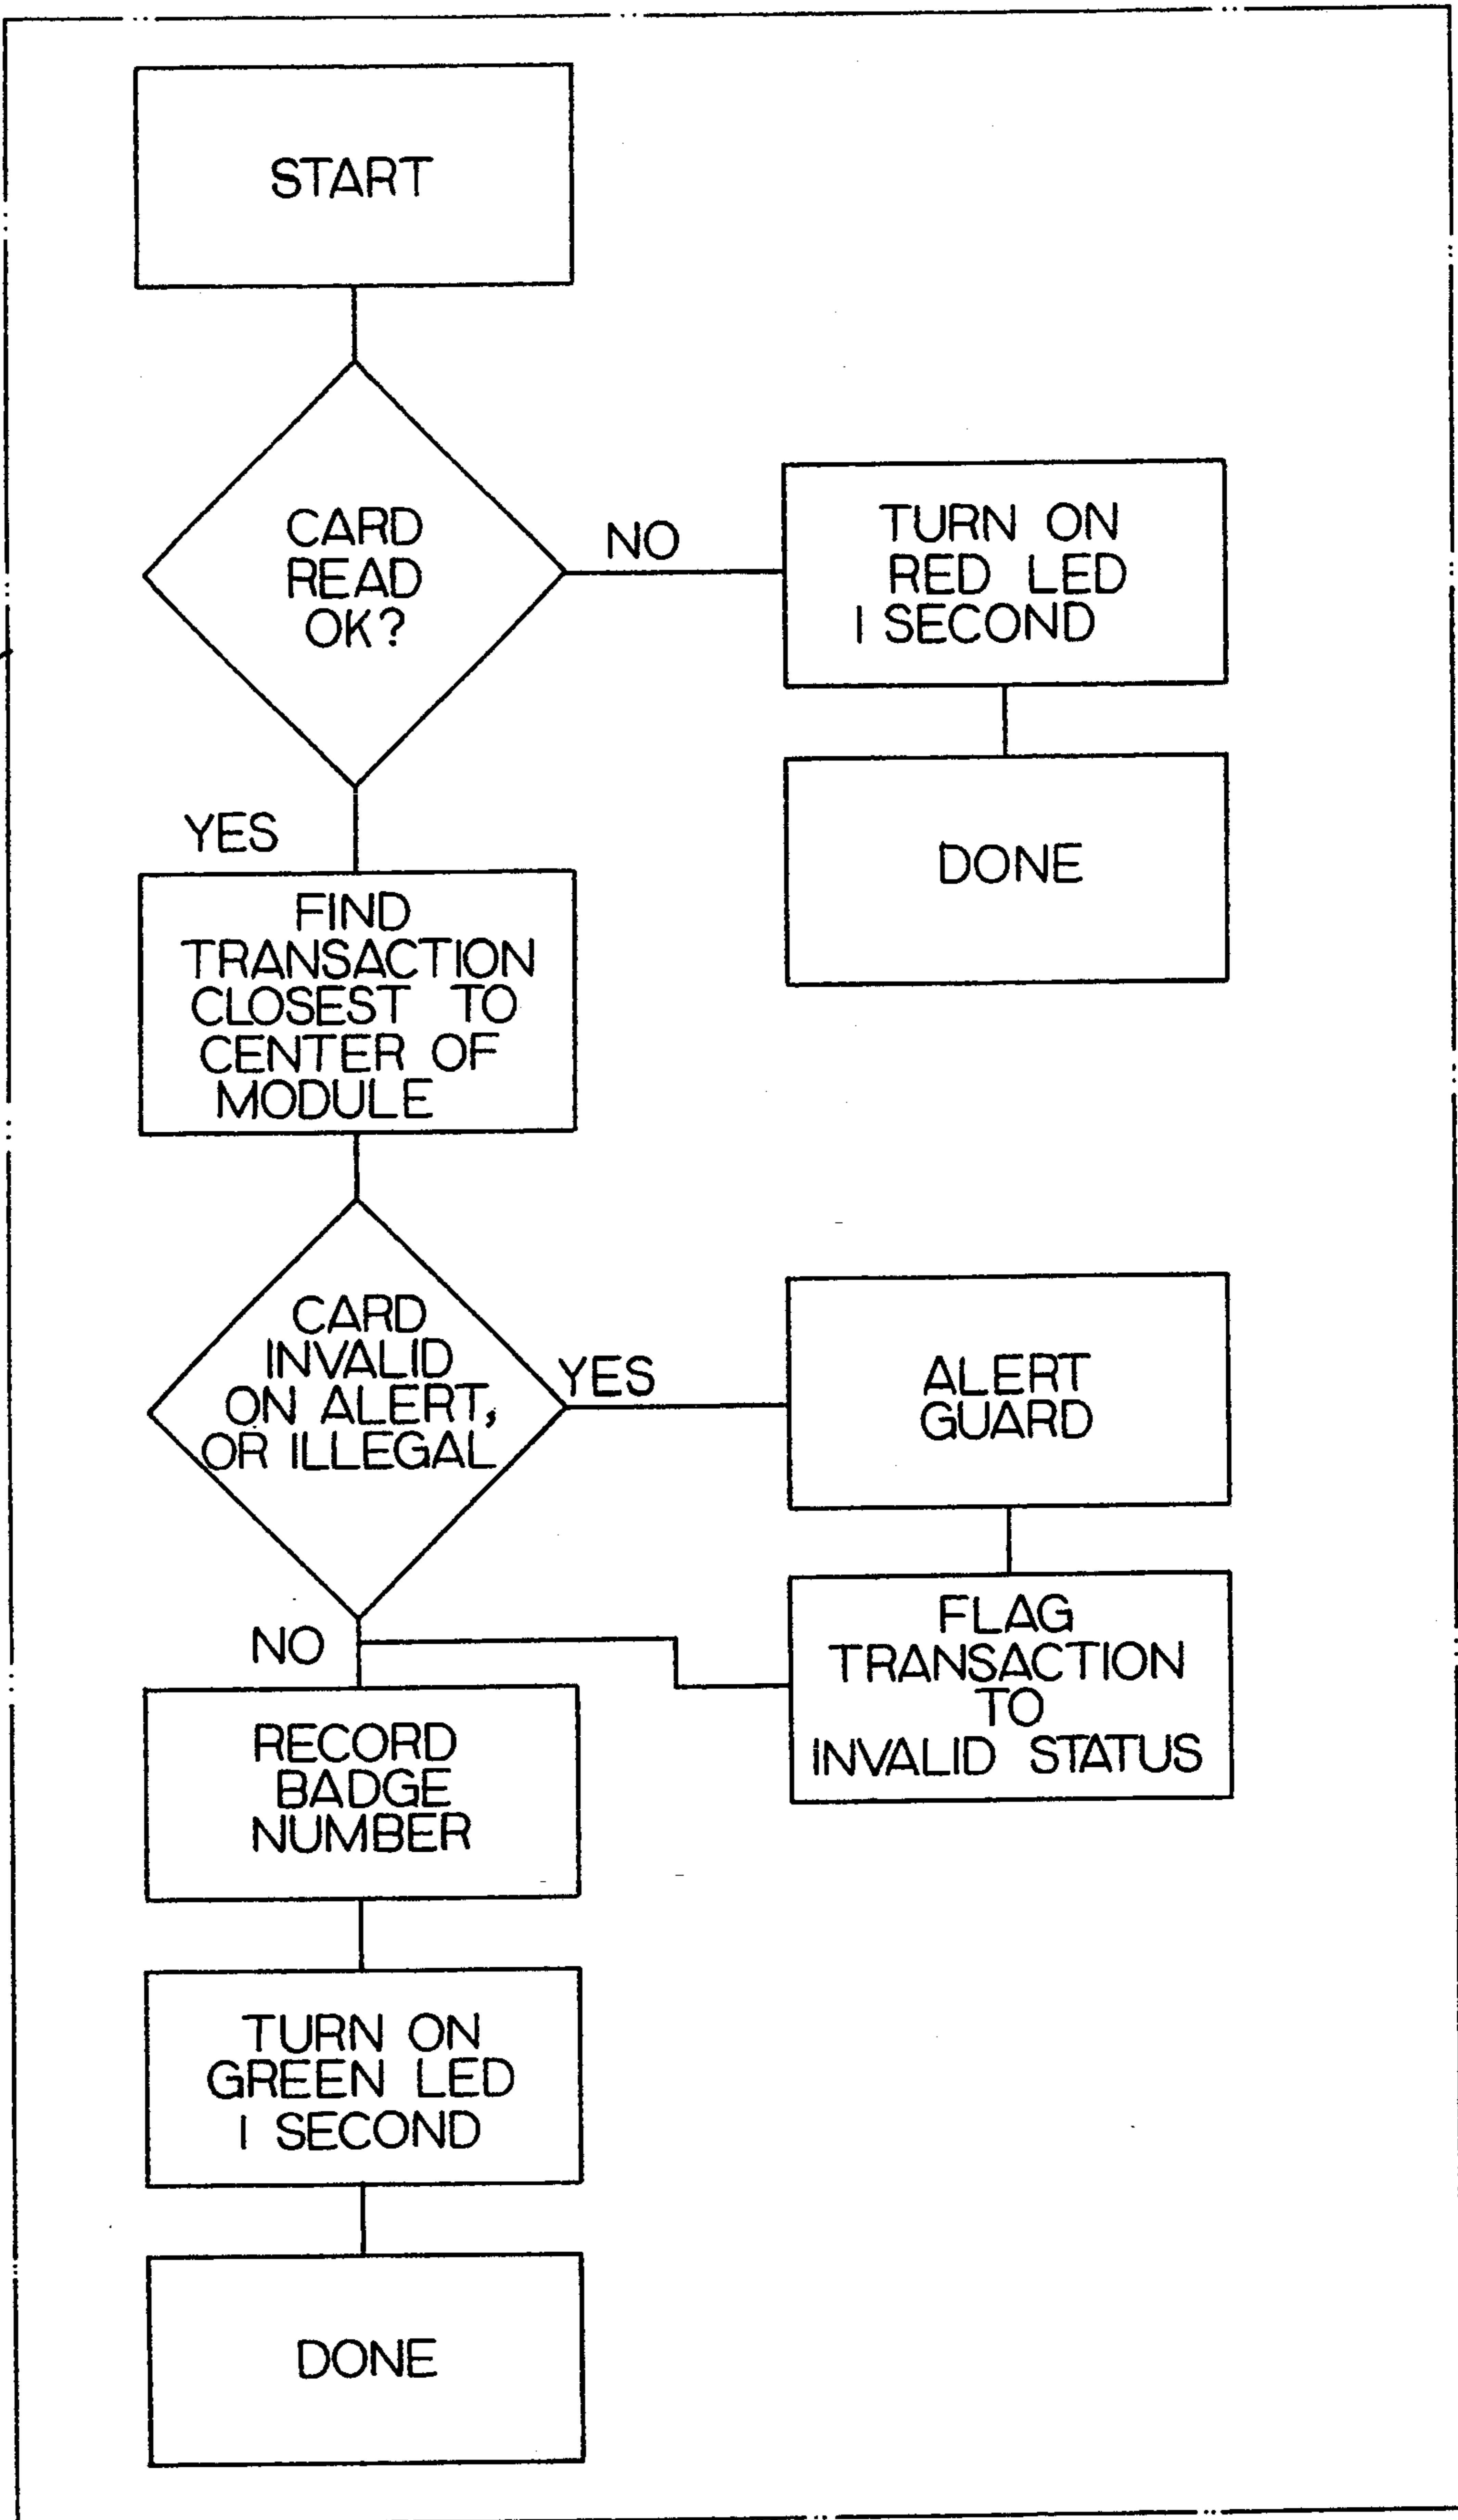 START
CARD
READ
OK?
NO
TURN ON
RED LED
1 SECOND
DONE
YES
FIND
TRANSACTION
CLOSEST TO
CENTER OF
MODULE
CARD
INVALID
ON ALERT,
OR ILLEGAL
YES
ALERT
GUARD
FLAG
TRANSACTION
TO
INVALID STATUS
NO
RECORD
BADGE
NUMBER
TURN ON
GREEN LED
1 SECOND
DONE